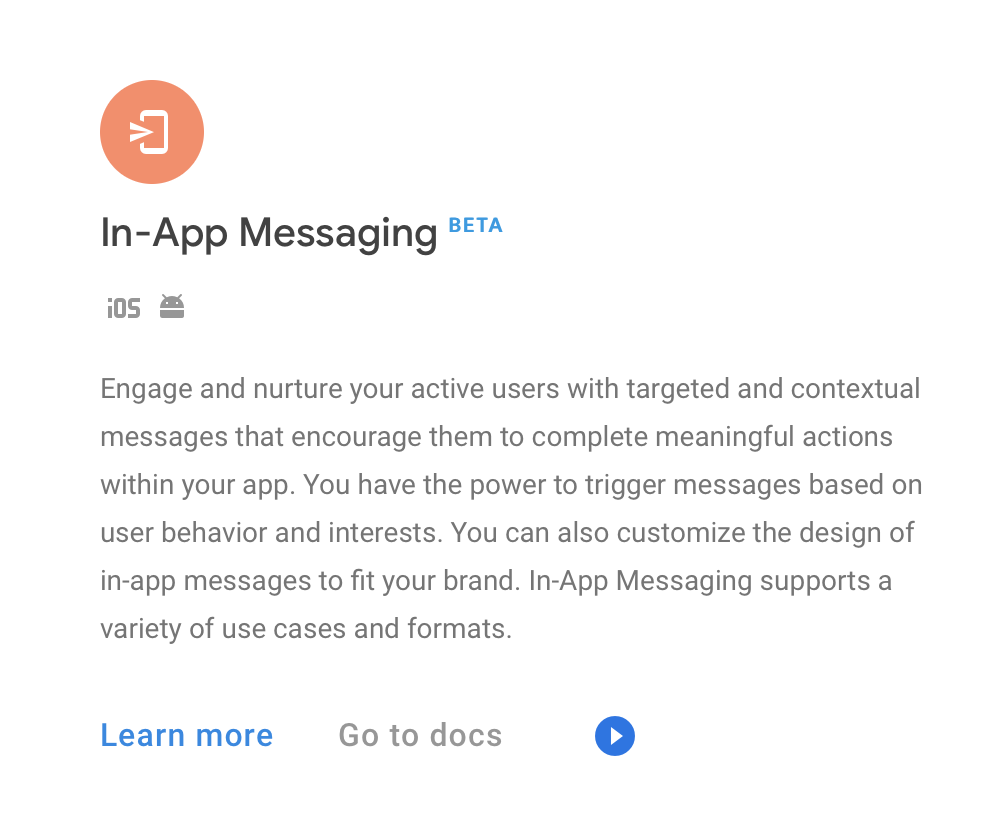 In-App Messaging BETA
iOS
Engage and nurture your active users with targeted and contextual
messages that encourage them to complete meaningful actions
within your app. You have the power to trigger messages based on
user behavior and interests. You can also customize the design of
in-app messages to fit your brand. In-App Messaging supports a
variety of use cases and formats.
Learn more Go to docs